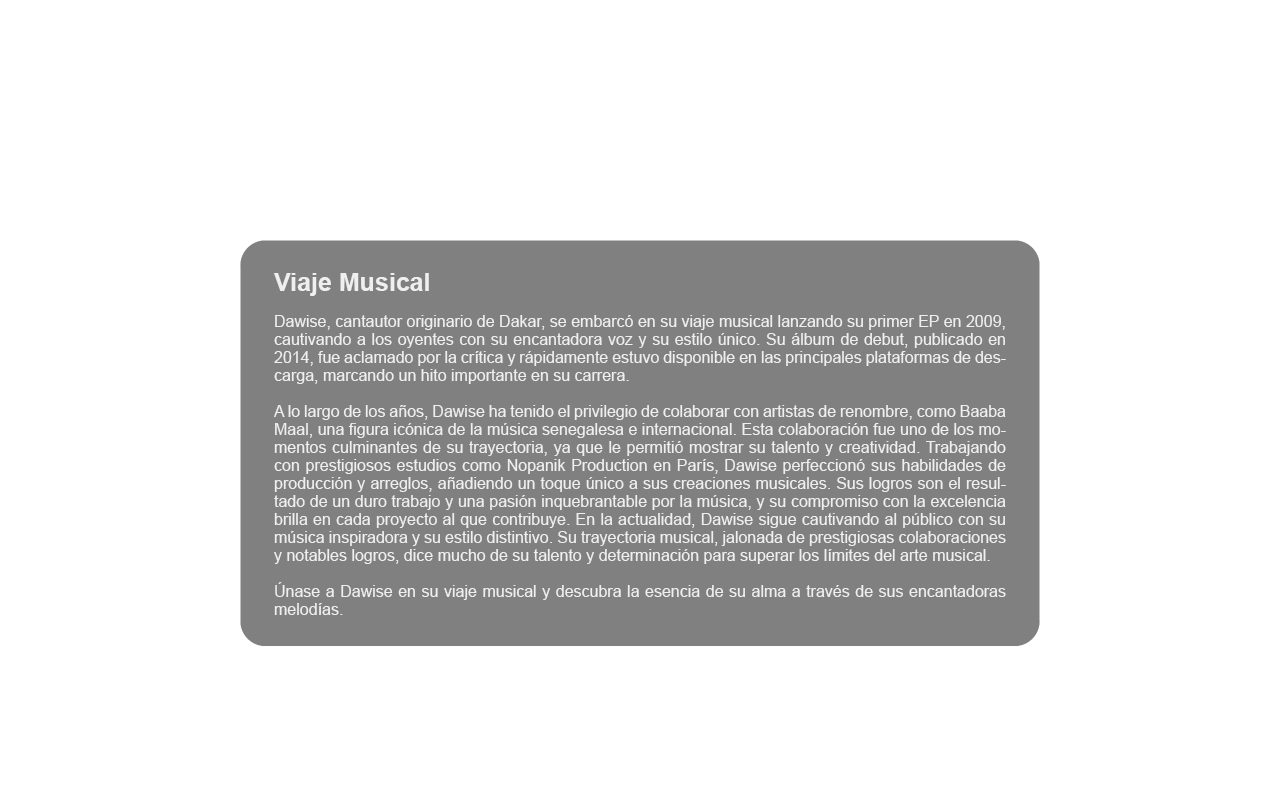 Viaje Musical
Dawise, cantautor originario de Dakar, se embarcó en su viaje musical lanzando su primer EP en 2009,
cautivando a los oyentes con su encantadora voz y su estilo único. Su álbum de debut, publicado en
2014, fue aclamado por la crítica y rápidamente estuvo disponible en las principales plataformas de des-
carga, marcando un hito importante en su carrera.
A lo largo de los años, Dawise ha tenido el privilegio de colaborar con artistas de renombre, como Baaba
Maal, una figura icónica de la música senegalesa e internacional. Esta colaboración fue uno de los mo-
mentos culminantes de su trayectoria, ya que le permitió mostrar su talento y creatividad. Trabajando
con prestigiosos estudios como Nopanik Production en París, Dawise perfeccionó sus habilidades de
producción y arreglos, añadiendo un toque único a sus creaciones musicales. Sus logros son el resul-
tado de un duro trabajo y una pasión inquebrantable por la música, y su compromiso con la excelencia
brilla en cada proyecto al que contribuye. En la actualidad, Dawise sigue cautivando al público con su
música inspiradora y su estilo distintivo. Su trayectoria musical, jalonada de prestigiosas colaboraciones
y notables logros, dice mucho de su talento y determinación para superar los límites del arte musical.
Únase a Dawise en su viaje musical y descubra la esencia de su alma a través de sus encantadoras
melodías.